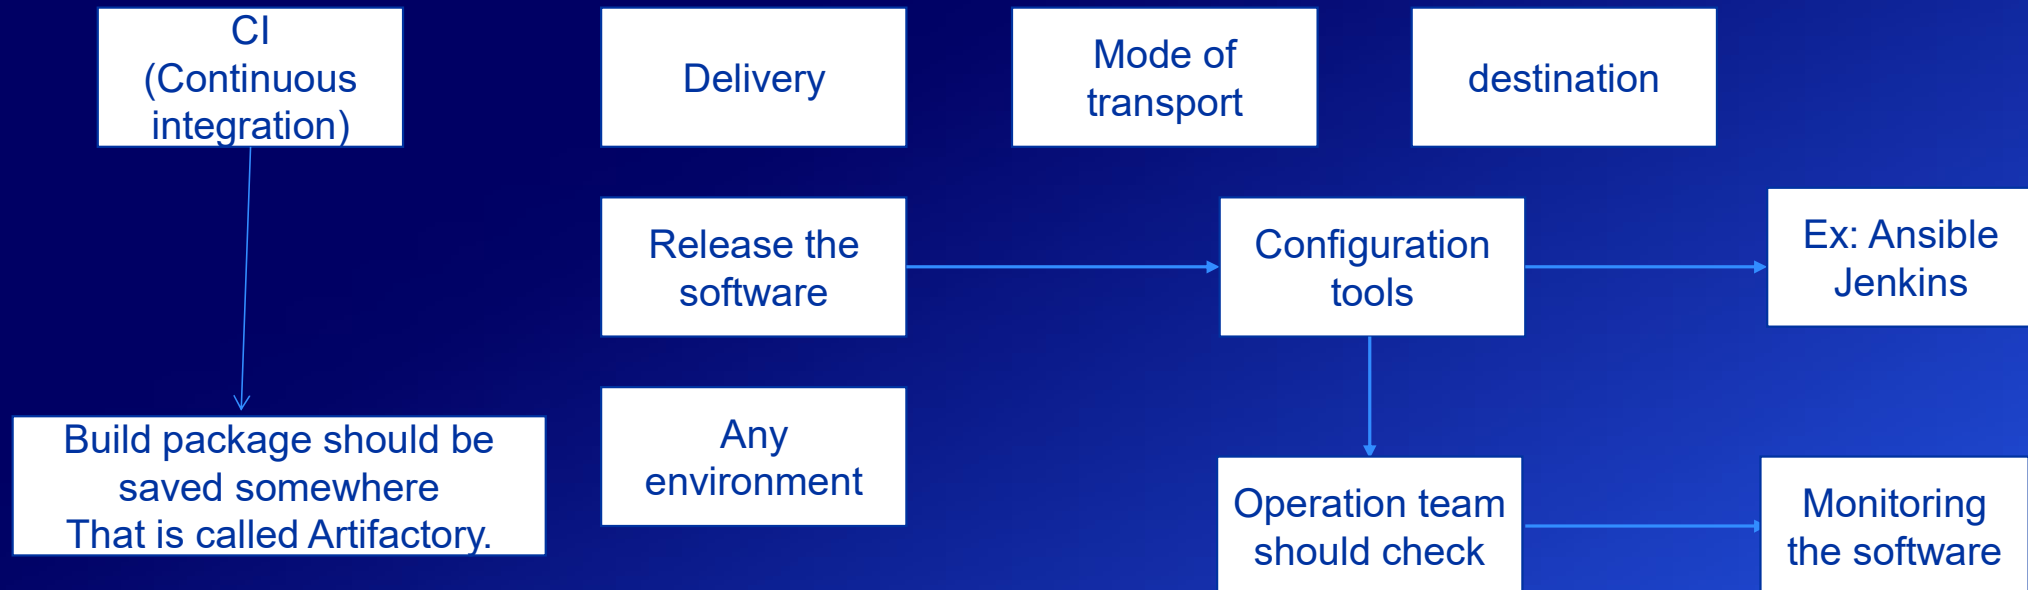 CI
(Continuous
integration)
Delivery
Mode of
transport
destination
Release the
software
Configuration
tools
Ex: Ansible
Jenkins
Any
environment
Build package should be
saved somewhere
That is called Artifactory.
Operation team
should check
Monitoring
the software